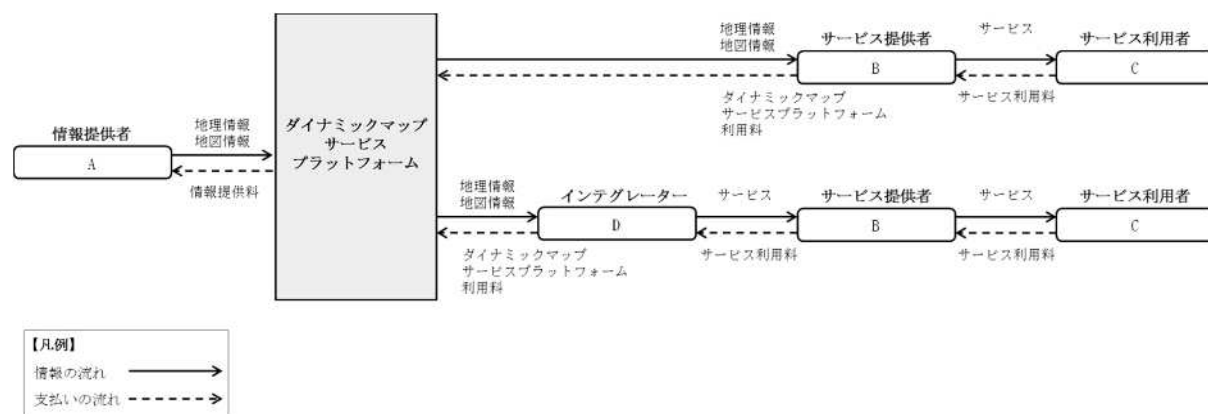 情報提供者
A
地理情報
地図情報
情報提供料
ダイナミックマップ
サービス
プラットフォーム
地理情報
地図情報
ダイナミックマップ
サービスプラットフォーム
利用料
サービス提供者
B
サービス
サービス利用料
サービス利用者
C
地理情報
地図情報
ダイナミックマップ
サービスプラットフォーム
利用料
インテグレーター
D
サービス
サービス利用料
サービス提供者
B
サービス
サービス利用料
サービス利用者
C
【凡例】
情報の流れ
支払いの流れ